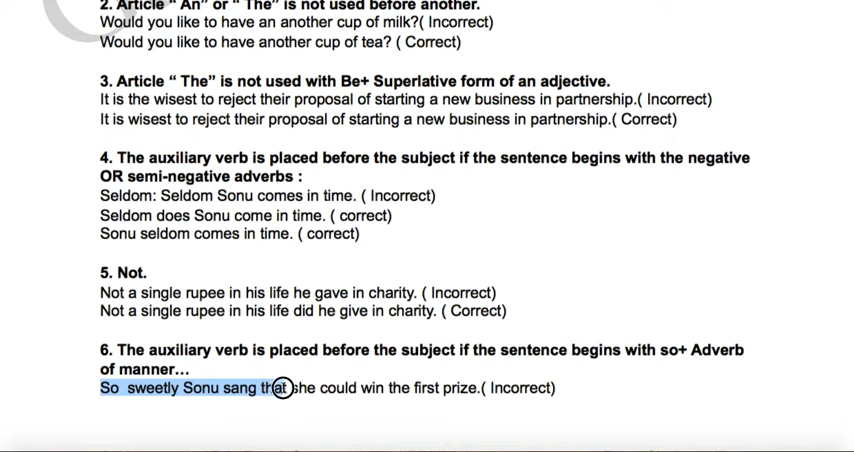 2. Article “ An” or “ The” is not used before another.
Would you like to have an another cup of milk?( Incorrect)
Would you like to have another cup of tea? ( Correct)
3. Article “ The” is not used with Be+ Superlative form of an adjective.
It is the wisest to reject their proposal of starting a new business in partnership.( Incorrect)
It is wisest to reject their proposal of starting a new business in partnership.( Correct)
4. The auxiliary verb is placed before the subject if the sentence begins with the negative
OR semi-negative adverbs :
Seldom: Seldom Sonu comes in time. ( Incorrect)
Seldom does Sonu come in time. ( correct)
Sonu seldom comes in time. ( correct)
5. Not.
Not a single rupee in his life he gave in charity. ( Incorrect)
Not a single rupee in his life did he give in charity. ( Correct)
6. The auxiliary verb is placed before the subject if the sentence begins with so+ Adverb
of manner…
So  sweetly Sonu sang that she could win the first prize.( Incorrect)